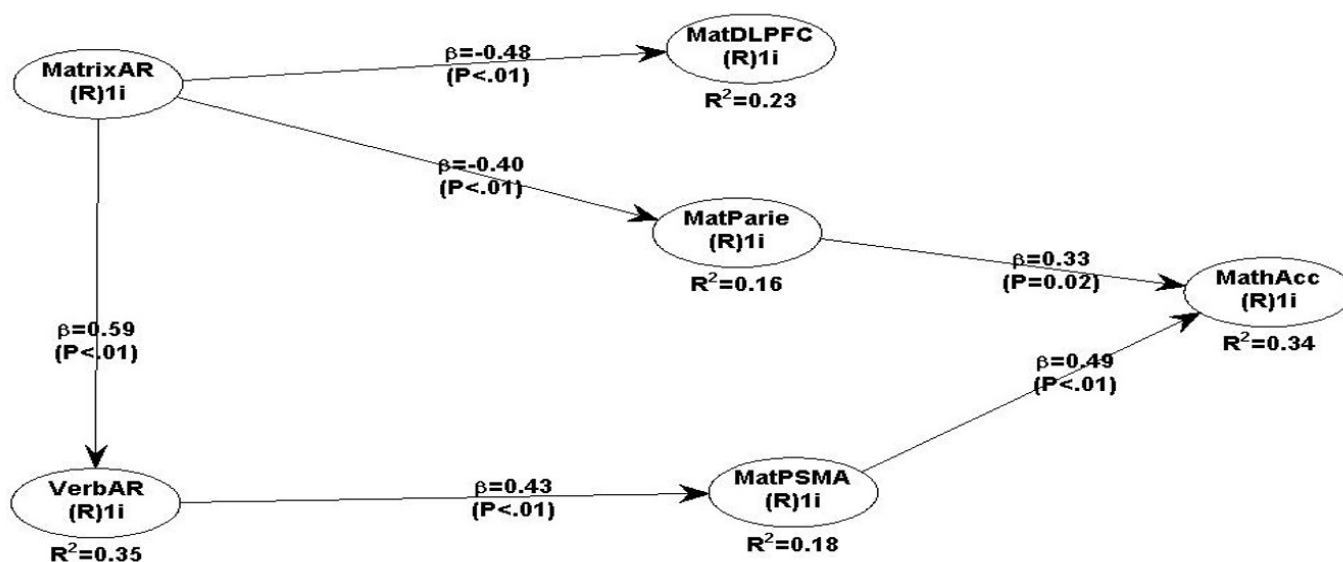 MatrixAR
(R)1i
β=-0.48
(P<.01)
MatDLPFC
(R)1i
R²=0.23
β=-0.40
(P<.01)
MatParie
(R)1i
R²=0.16
β=0.33
(P=0.02)
MathAcc
(R)1i
R²=0.34
β=0.59
(P<.01)
β=0.49
(P<.01)
VerbAR
(R)1i
R²=0.35
β=0.43
(P<.01)
MatPSMA
(R)1i
R²=0.18